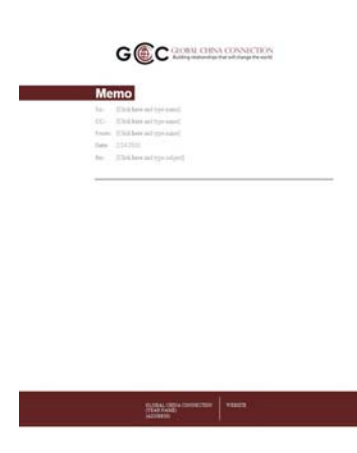 GCC GLOBAL CHINA CONNECTION
Building relationships that will change the world
Memo
To: [Click here and type name]
CC: [Click here and type name]
From: [Click here and type name]
Date:
Re: [Click here and type subject]
GLOBAL CHINA CONNECTION WEBSITE
[ADDRESS]